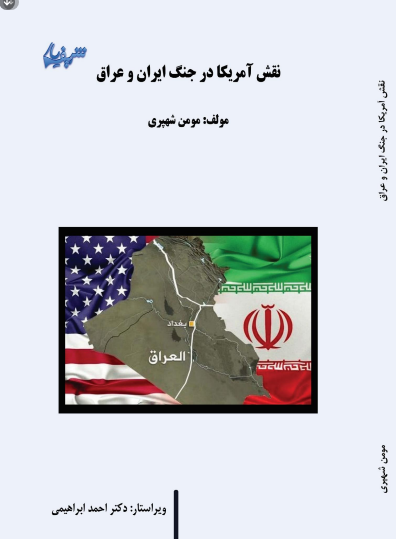 نقش آمریکا در جنگ ایران و عراق
مولف: مومن شهپری
بغداد
العراق
ویراستار: دکتر احمد ابراهیمی
نقش آمریکا در جنگ ایران و عراق
مومن شهپری